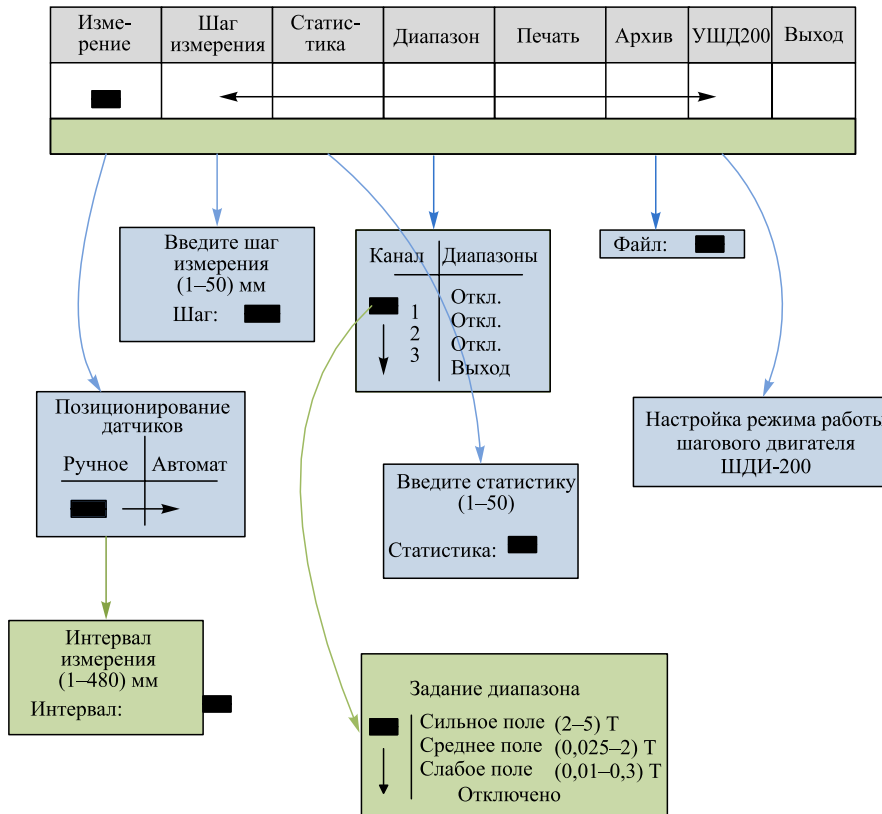 Изме-
рение
Шаг
измерения
Статис-
тика
Диапазон
Печать
Архив
УШД200
Выход
Введите шаг
измерения
(1–50) мм
Шаг:
Канал Диапазоны
Откл.
1
Откл.
2
Откл.
3
Выход
Файл:
Позиционирование
датчиков
Ручное Автомат
Введите статистику
(1–50)
Статистика:
Настройка режима работы
шагового двигателя
ШДИ-200
Интервал
измерения
(1–480) мм
Интервал:
Задание диапазона
Сильное поле (2–5) Т
Среднее поле (0,025–2) Т
Слабое поле (0,01–0,3) Т
Отключено